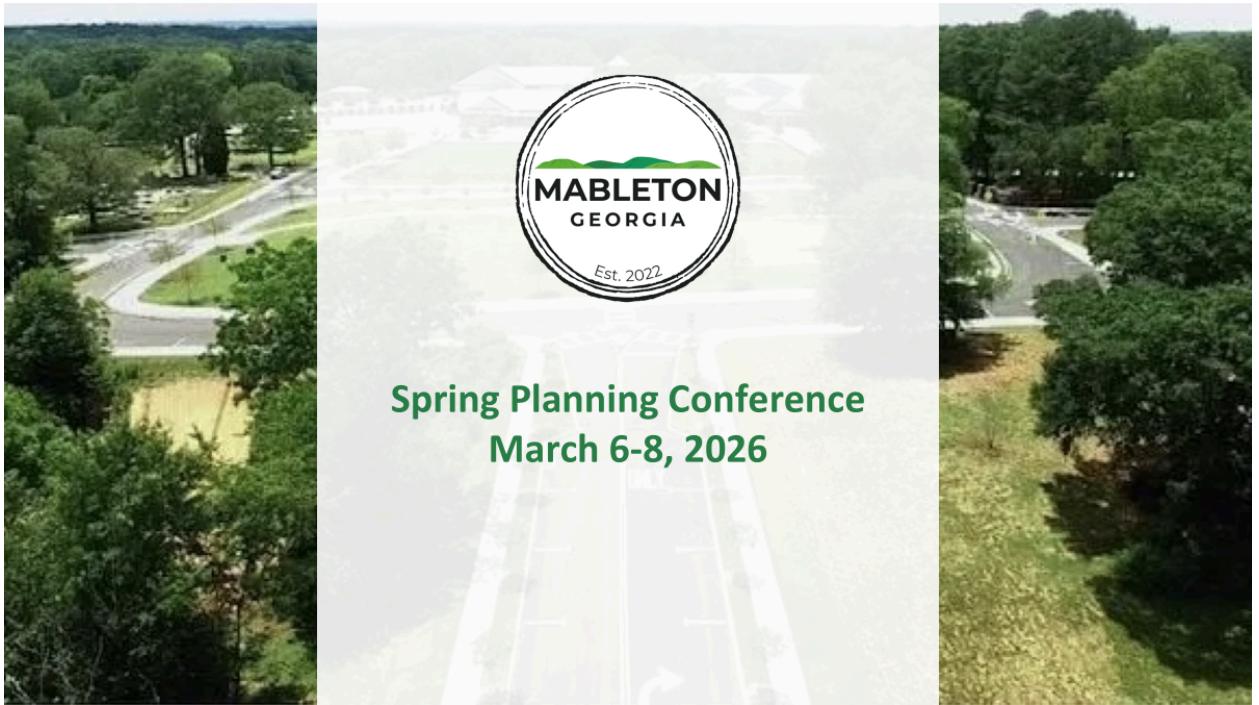 MABLETON
GEORGIA
Est. 2022
Spring Planning Conference
March 6-8, 2026